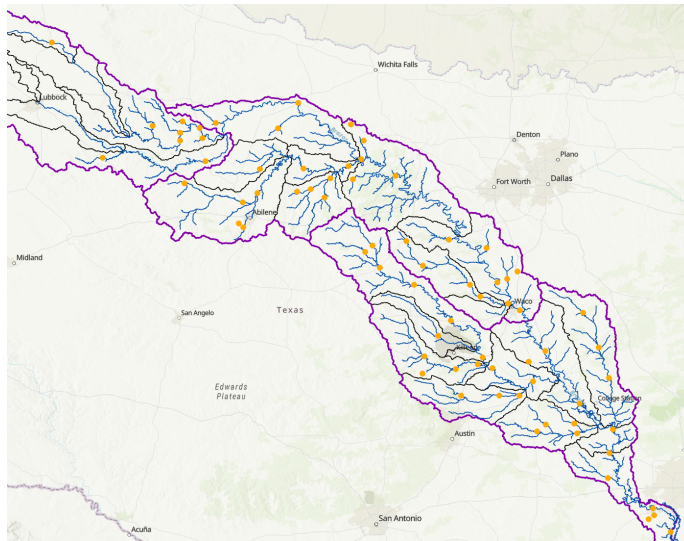 Wichita Falls
Lubbock
Denton
Plano
Fort Worth
Dallas
Abilene
Midland
Waco
San Angelo
Texas
Edwards
Plateau
College Station
Austin
San Antonio
Acuña